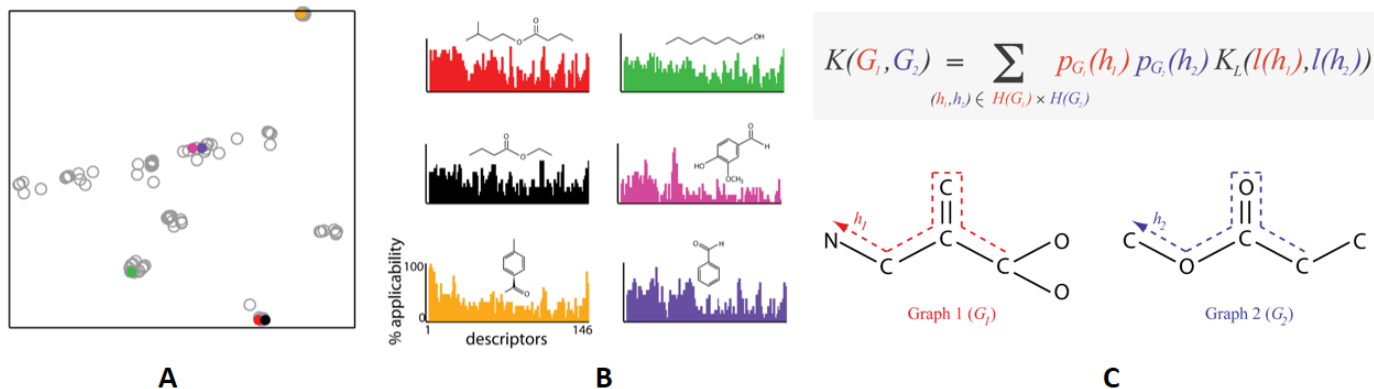 O
O
OH
O
O
O
H
HO
OCH₃
O
H
% applicability
100
0
1
146
descriptors
O
A
B
K(G₁,G₂) = ∑ p_G₁(h₁) p_G₂(h₂) K_L(l(h₁),l(h₂))
(h₁,h₂) ∈ H(G₁) × H(G₂)
C
O
h₁
h₂
N
C
O
C
C
C
C
C
O
C
O
O
C
Graph 1 (G₁)
Graph 2 (G₂)
C